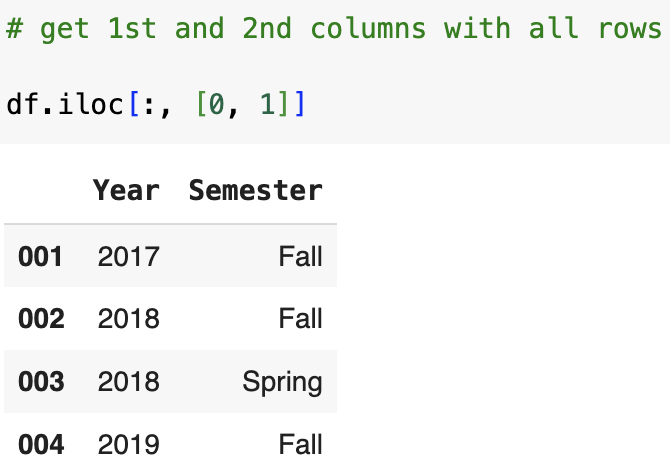 # get 1st and 2nd columns with all rows
df.iloc[:, [0, 1]]
Year Semester
001 2017 Fall
002 2018 Fall
003 2018 Spring
004 2019 Fall